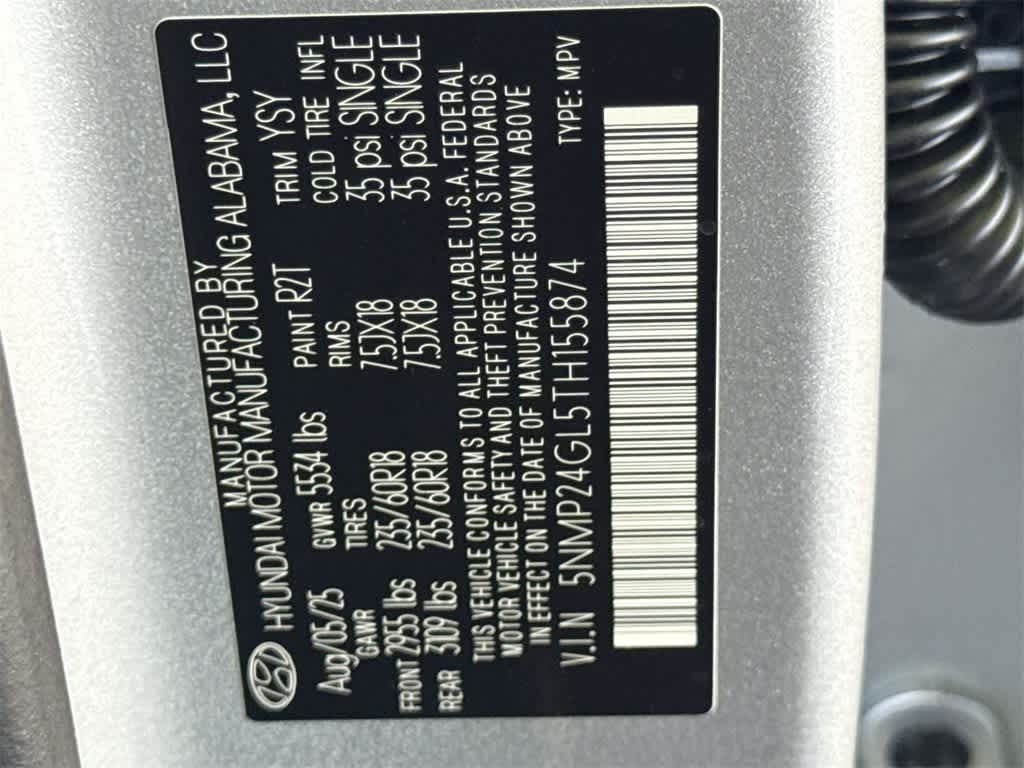 MANUFACTURED BY
HYUNDAI MOTOR MANUFACTURING ALABAMA, LLC
Aug/05/25 GVWR 5534 lbs PAINT R2T TRIM YSY
GAWR TIRES RIMS COLD TIRE INFL
FRONT 2955 lbs 235/60R18 7.5JX18 35 psi SINGLE
REAR 3109 lbs 235/60R18 7.5JX18 35 psi SINGLE
THIS VEHICLE CONFORMS TO ALL APPLICABLE U.S.A. FEDERAL
MOTOR VEHICLE SAFETY AND THEFT PREVENTION STANDARDS
IN EFFECT ON THE DATE OF MANUFACTURE SHOWN ABOVE
V.I.N 5NMP24GL5TH155874 TYPE: MPV